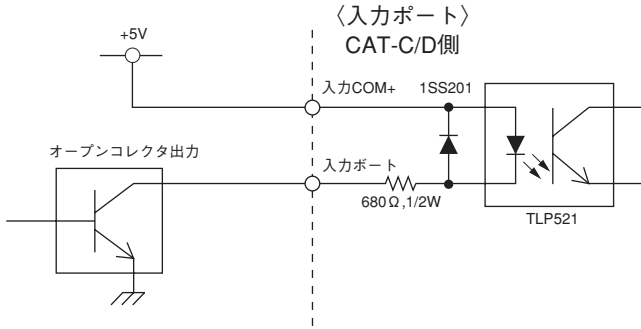 〈入力ポート〉
CAT-C/D側
+5V
入力COM+
1SS201
オープンコレクタ出力
入力ポート
680Ω,1/2W
TLP521